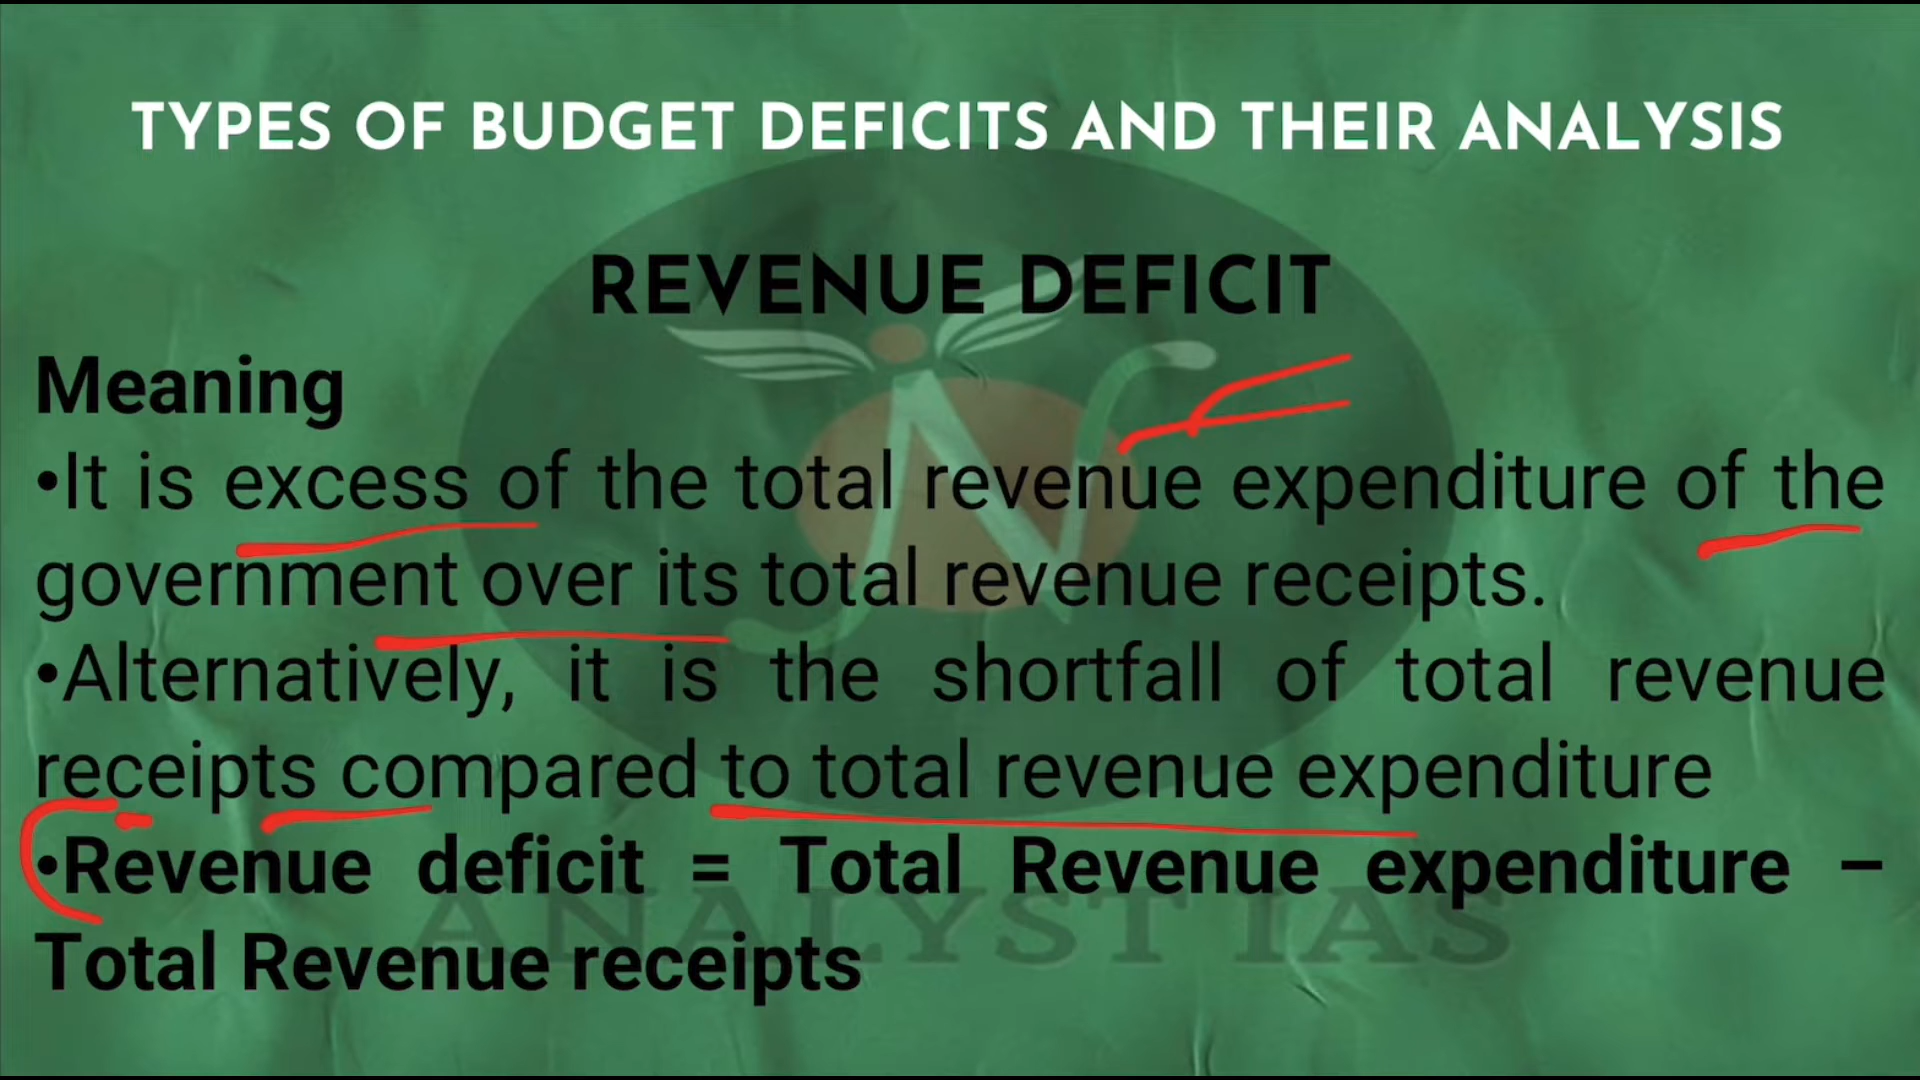 TYPES OF BUDGET DEFICITS AND THEIR ANALYSIS
REVENUE DEFICIT
Meaning
•It is excess of the total revenue expenditure of the
government over its total revenue receipts.
•Alternatively, it is the shortfall of total revenue
receipts compared to total revenue expenditure
•Revenue deficit = Total Revenue expenditure –
ANALYST IAS
Total Revenue receipts